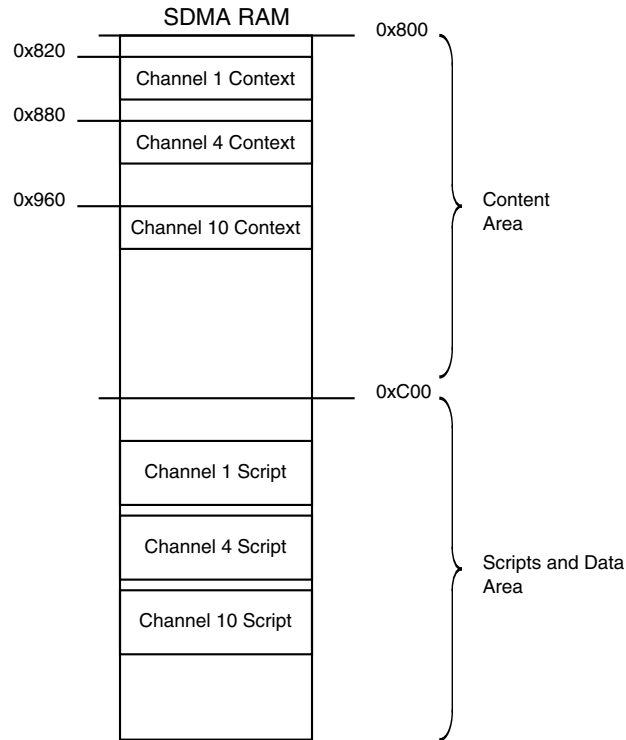 SDMA RAM
0x800
0x820
Channel 1 Context
0x880
Channel 4 Context
0x960
Channel 10 Context
Content
Area
0xC00
Channel 1 Script
Channel 4 Script
Channel 10 Script
Scripts and Data
Area